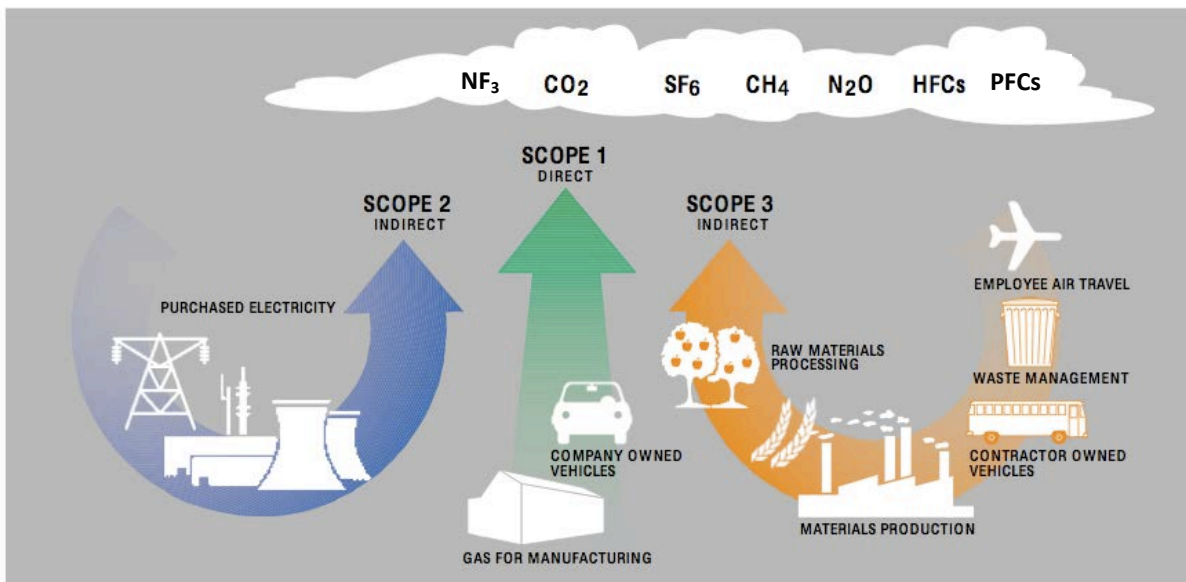 NF₃ CO₂ SF₆ CH₄ N₂O HFCs PFCs
SCOPE 1
DIRECT
SCOPE 2
INDIRECT
SCOPE 3
INDIRECT
PURCHASED ELECTRICITY
COMPANY OWNED
VEHICLES
GAS FOR MANUFACTURING
EMPLOYEE AIR TRAVEL
RAW MATERIALS
PROCESSING
WASTE MANAGEMENT
CONTRACTOR OWNED
VEHICLES
MATERIALS PRODUCTION